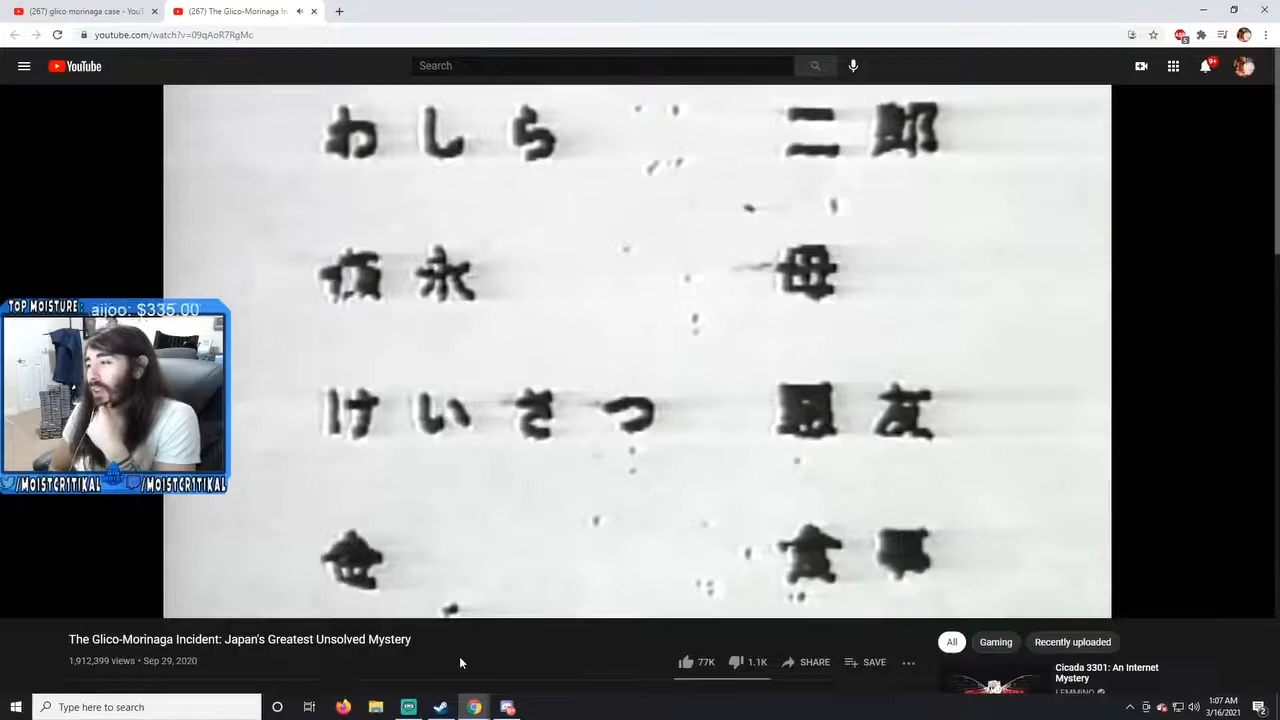 (267) glico morinaga case - YouT
(267) The Glico-Morinaga In
youtube.com/watch?v=09qAoR7RgMc
YouTube
Search
9+
わしら 二郎
永 母
けいさつ 悪友
金 食事
TOP MOISTURE: aijoo: $335.00
/MOISTCR1TIKAL /MOISTCR1TIKAL
The Glico-Morinaga Incident: Japan's Greatest Unsolved Mystery
1,912,399 views • Sep 29, 2020
77K 1.1K SHARE SAVE
All Gaming Recently uploaded
Cicada 3301: An Internet
Mystery
LEMMiNO
Type here to search
1:07 AM
3/16/2021
2